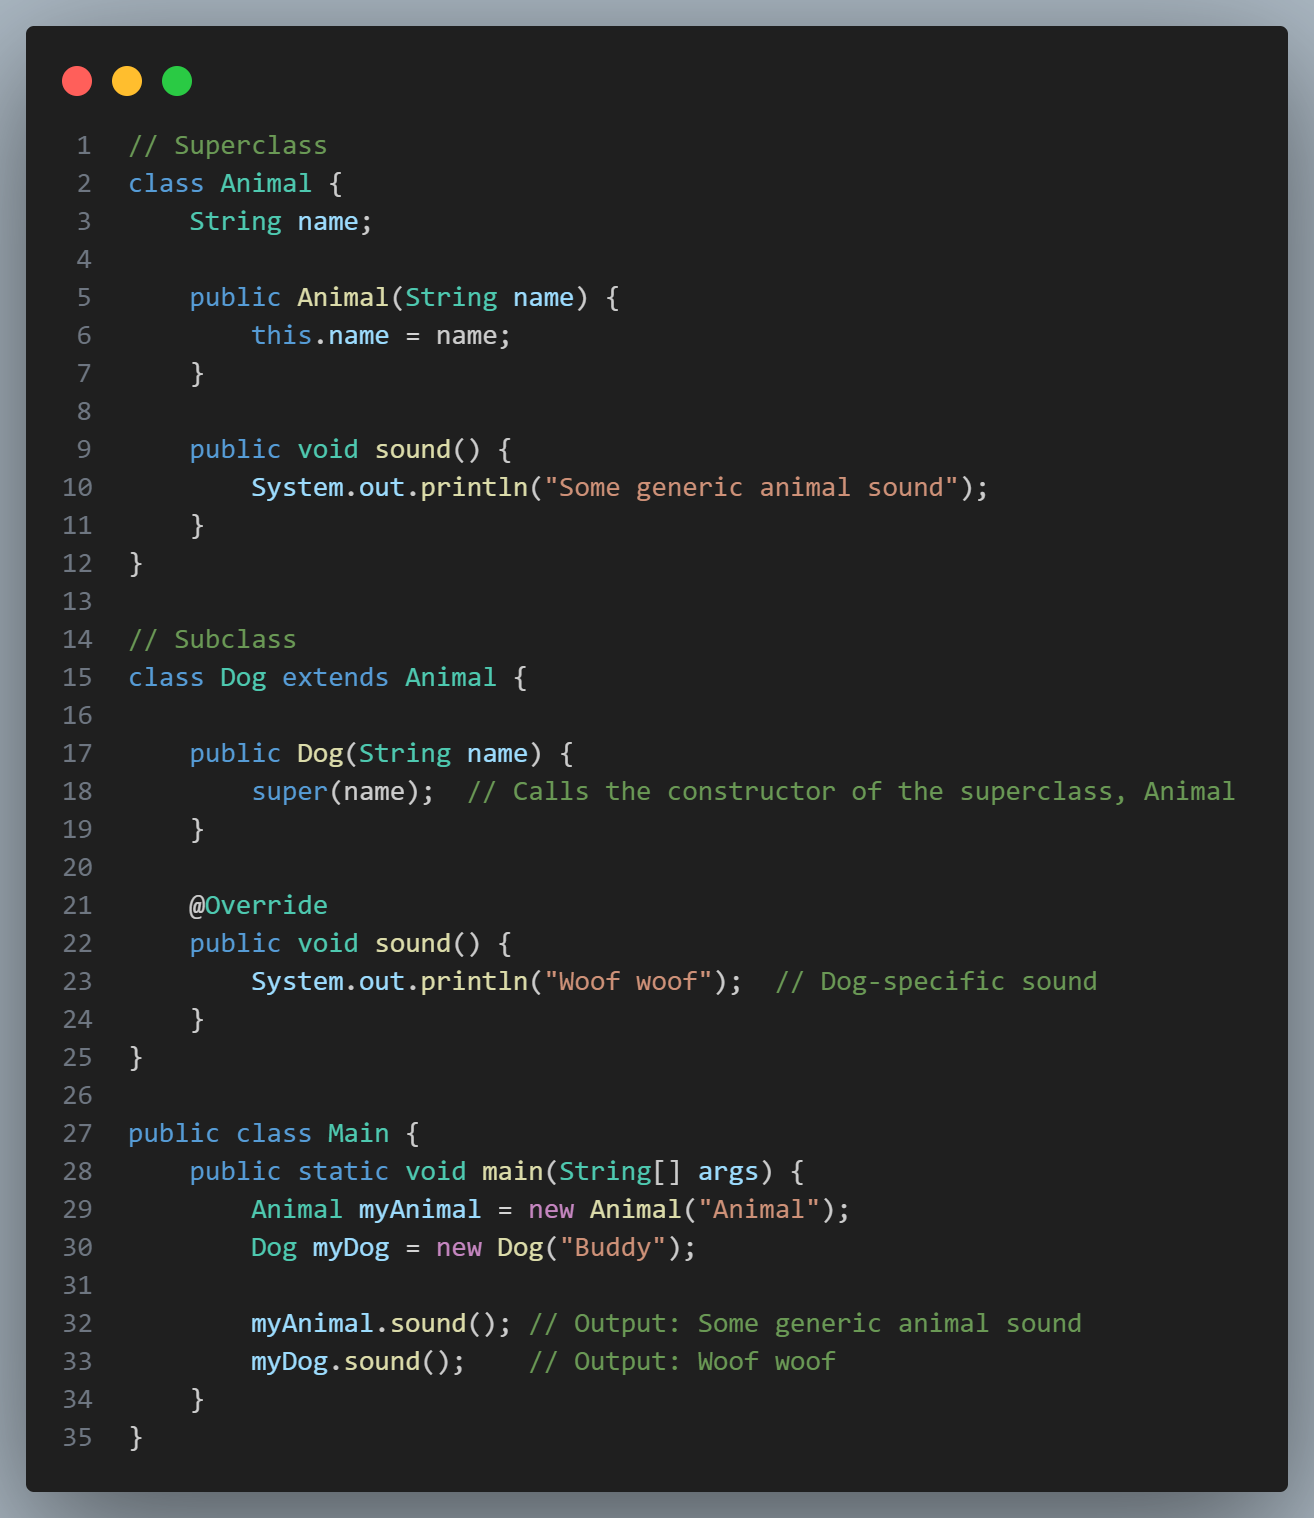 1 // Superclass
2 class Animal {
3     String name;
4
5     public Animal(String name) {
6         this.name = name;
7     }
8
9     public void sound() {
10         System.out.println("Some generic animal sound");
11     }
12 }
13
14 // Subclass
15 class Dog extends Animal {
16
17     public Dog(String name) {
18         super(name);  // Calls the constructor of the superclass, Animal
19     }
20
21     @Override
22     public void sound() {
23         System.out.println("Woof woof");  // Dog-specific sound
24     }
25 }
26
27 public class Main {
28     public static void main(String[] args) {
29         Animal myAnimal = new Animal("Animal");
30         Dog myDog = new Dog("Buddy");
31
32         myAnimal.sound(); // Output: Some generic animal sound
33         myDog.sound();    // Output: Woof woof
34     }
35 }